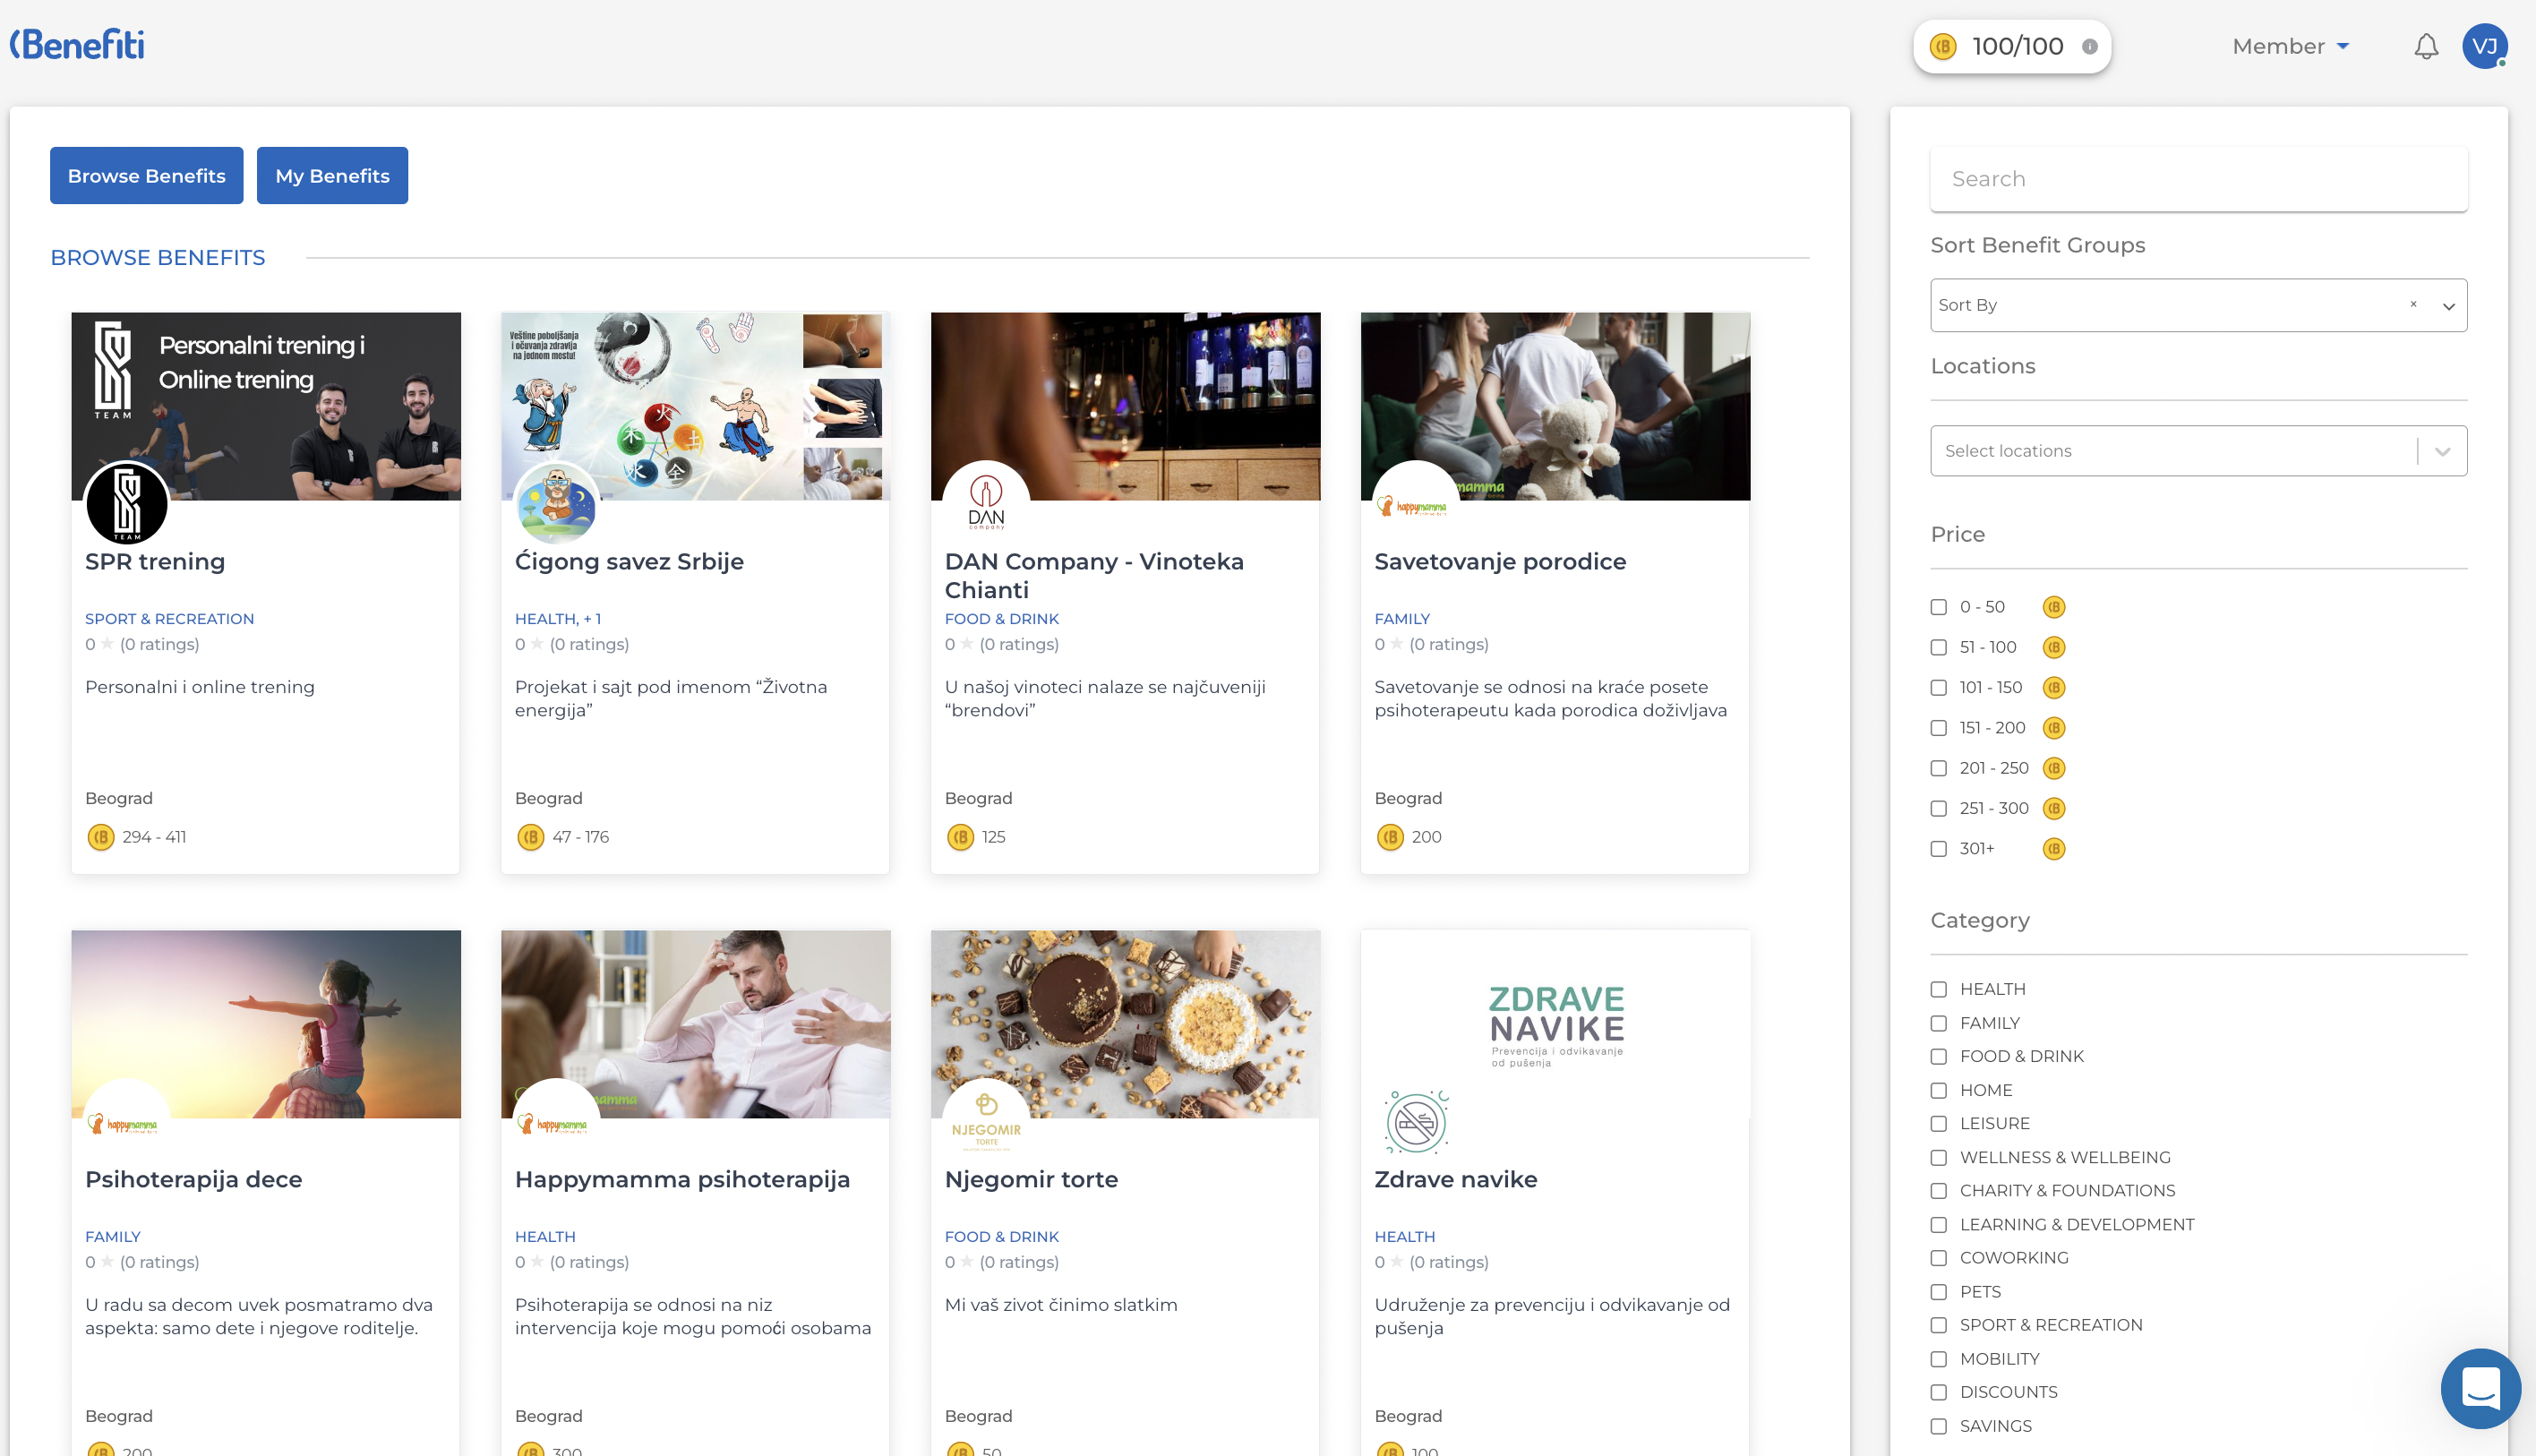 Benefiti
100/100
Member
VJ
Browse Benefits
My Benefits
BROWSE BENEFITS
Personalni trening i
Online trening
TEAM
TEAM
SPR trening
SPORT & RECREATION
0 ★ (0 ratings)
Personalni i online trening
Beograd
294 - 411
Veštine poboljšanja
i očuvanja zdravlja
na jednom mestu!
火
木
土
水
全
Ćigong savez Srbije
HEALTH, + 1
0 ★ (0 ratings)
Projekat i sajt pod imenom “Životna
energija”
Beograd
47 - 176
DAN
company
DAN Company - Vinoteka
Chianti
FOOD & DRINK
0 ★ (0 ratings)
U našoj vinoteci nalaze se najčuveniji
“brendovi”
Beograd
125
happymamma
Savetovanje porodice
FAMILY
0 ★ (0 ratings)
Savetovanje se odnosi na kraće posete
psihoterapeutu kada porodica doživljava
Beograd
200
happymamma
Psihoterapija dece
FAMILY
0 ★ (0 ratings)
U radu sa decom uvek posmatramo dva
aspekta: samo dete i njegove roditelje.
Beograd
200
happymamma
Happymamma psihoterapija
HEALTH
0 ★ (0 ratings)
Psihoterapija se odnosi na niz
intervencija koje mogu pomoći osobama
Beograd
300
NJEGOMIR
TORTE
Njegomir torte
FOOD & DRINK
0 ★ (0 ratings)
Mi vaš zivot činimo slatkim
Beograd
50
ZDRAVE
NAVIKE
Prevencija i odvikavanje
od pušenja
Zdrave navike
HEALTH
0 ★ (0 ratings)
Udruženje za prevenciju i odvikavanje od
pušenja
Beograd
100
Search
Sort Benefit Groups
Sort By
Locations
Select locations
Price
0 - 50
51 - 100
101 - 150
151 - 200
201 - 250
251 - 300
301+
Category
HEALTH
FAMILY
FOOD & DRINK
HOME
LEISURE
WELLNESS & WELLBEING
CHARITY & FOUNDATIONS
LEARNING & DEVELOPMENT
COWORKING
PETS
SPORT & RECREATION
MOBILITY
DISCOUNTS
SAVINGS